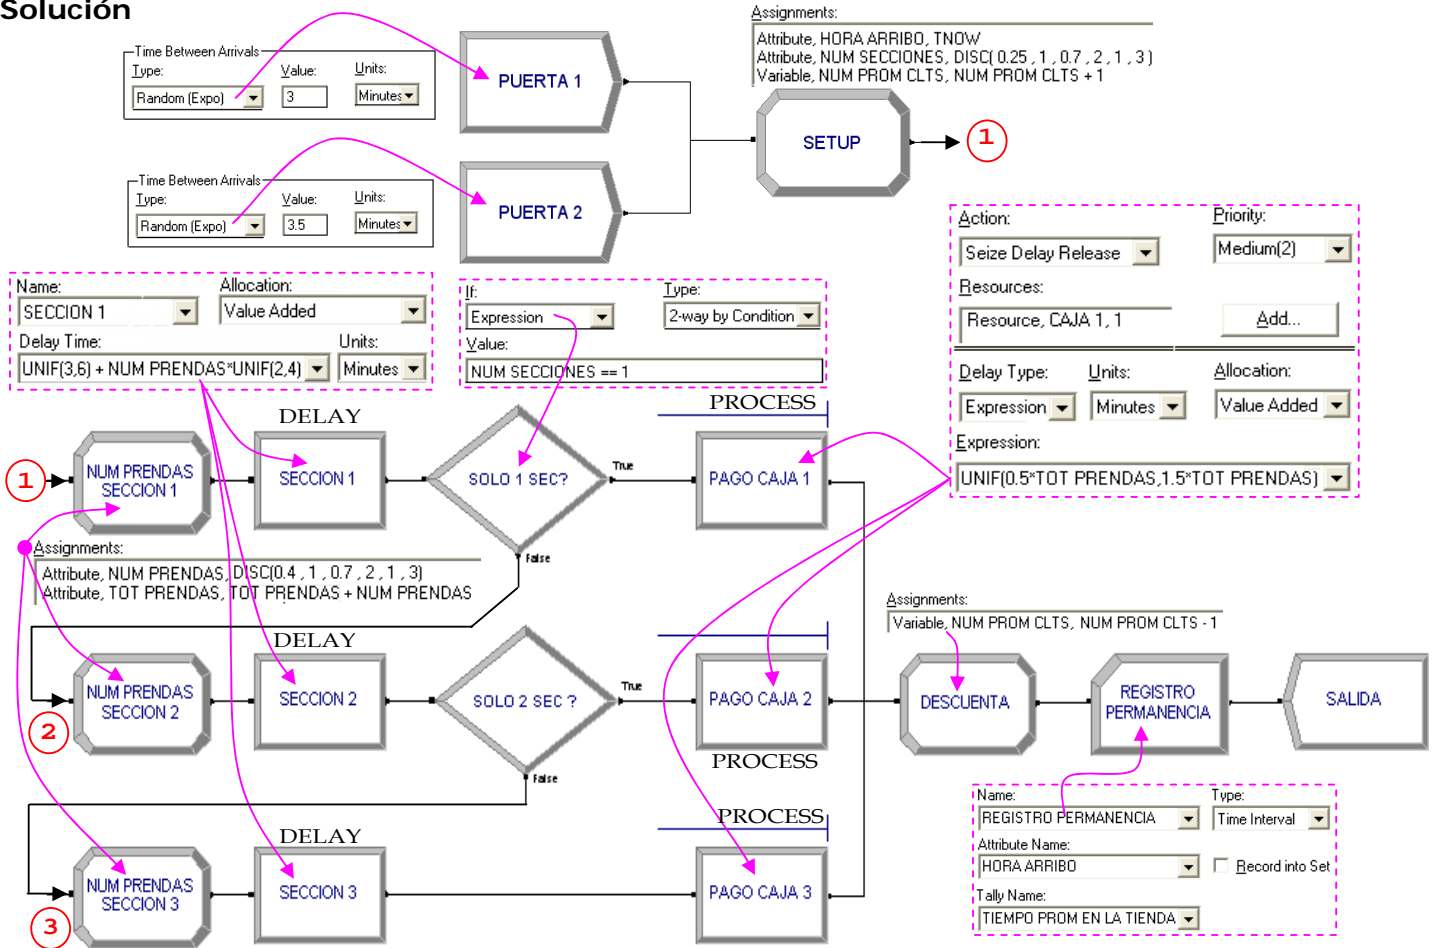 Solución
Assignments:
Attribute, HORA ARRIBO, TNOW
Attribute, NUM SECCIONES, DISC( 0.25 , 1 , 0.7 , 2 , 1 , 3 )
Variable, NUM PROM CLTS, NUM PROM CLTS + 1
Time Between Arrivals
Type:
Value:
Units:
Random (Expo)
3
Minutes
PUERTA 1
SETUP
1
Time Between Arrivals
Type:
Value:
Units:
Random (Expo)
3.5
Minutes
PUERTA 2
Action:
Priority:
Seize Delay Release
Medium(2)
Resources:
Resource, CAJA 1, 1
Add...
Delay Type:
Units:
Allocation:
Expression
Minutes
Value Added
Expression:
UNIF(0.5*TOT PRENDAS,1.5*TOT PRENDAS)
Name:
Allocation:
SECCION 1
Value Added
Delay Time:
Units:
UNIF(3,6) + NUM PRENDAS*UNIF(2,4)
Minutes
If:
Type:
Expression
2-way by Condition
Value:
NUM SECCIONES == 1
DELAY
PROCESS
1
NUM PRENDAS
SECCION 1
SECCION 1
SOLO 1 SEC?
True
False
PAGO CAJA 1
Assignments:
Attribute, NUM PRENDAS, DISC(0.4 , 1 , 0.7 , 2 , 1 , 3)
Attribute, TOT PRENDAS, TOT PRENDAS + NUM PRENDAS
Assignments:
Variable, NUM PROM CLTS, NUM PROM CLTS - 1
DELAY
2
NUM PRENDAS
SECCION 2
SECCION 2
SOLO 2 SEC ?
True
False
PAGO CAJA 2
PROCESS
DESCUENTA
REGISTRO
PERMANENCIA
SALIDA
Name:
Type:
REGISTRO PERMANENCIA
Time Interval
Attribute Name:
HORA ARRIBO
Record into Set
Tally Name:
TIEMPO PROM EN LA TIENDA
DELAY
PROCESS
3
NUM PRENDAS
SECCION 3
SECCION 3
PAGO CAJA 3